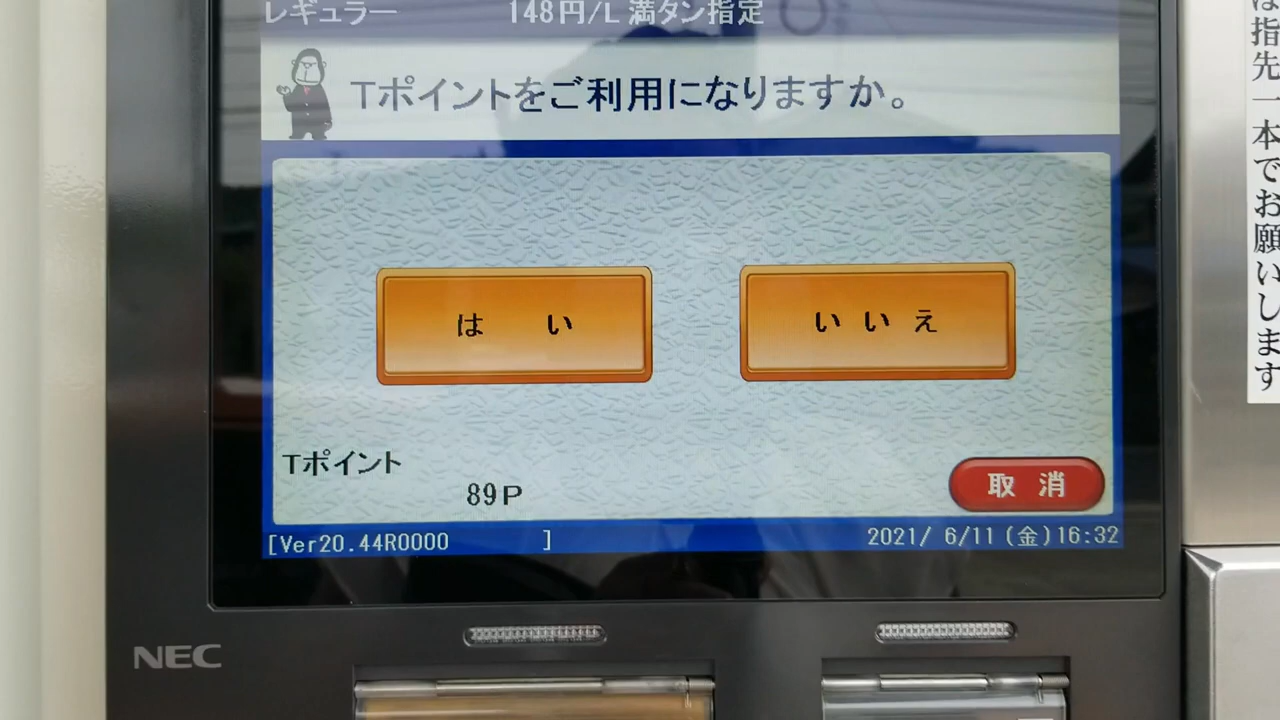 レギュラー 148円/L 満タン指定
Tポイントをご利用になりますか。
は い
いいえ
Tポイント
89P
取 消
[Ver20.44R0000 ]
2021/ 6/11(金)16:32
NEC
指先一本でお願いします